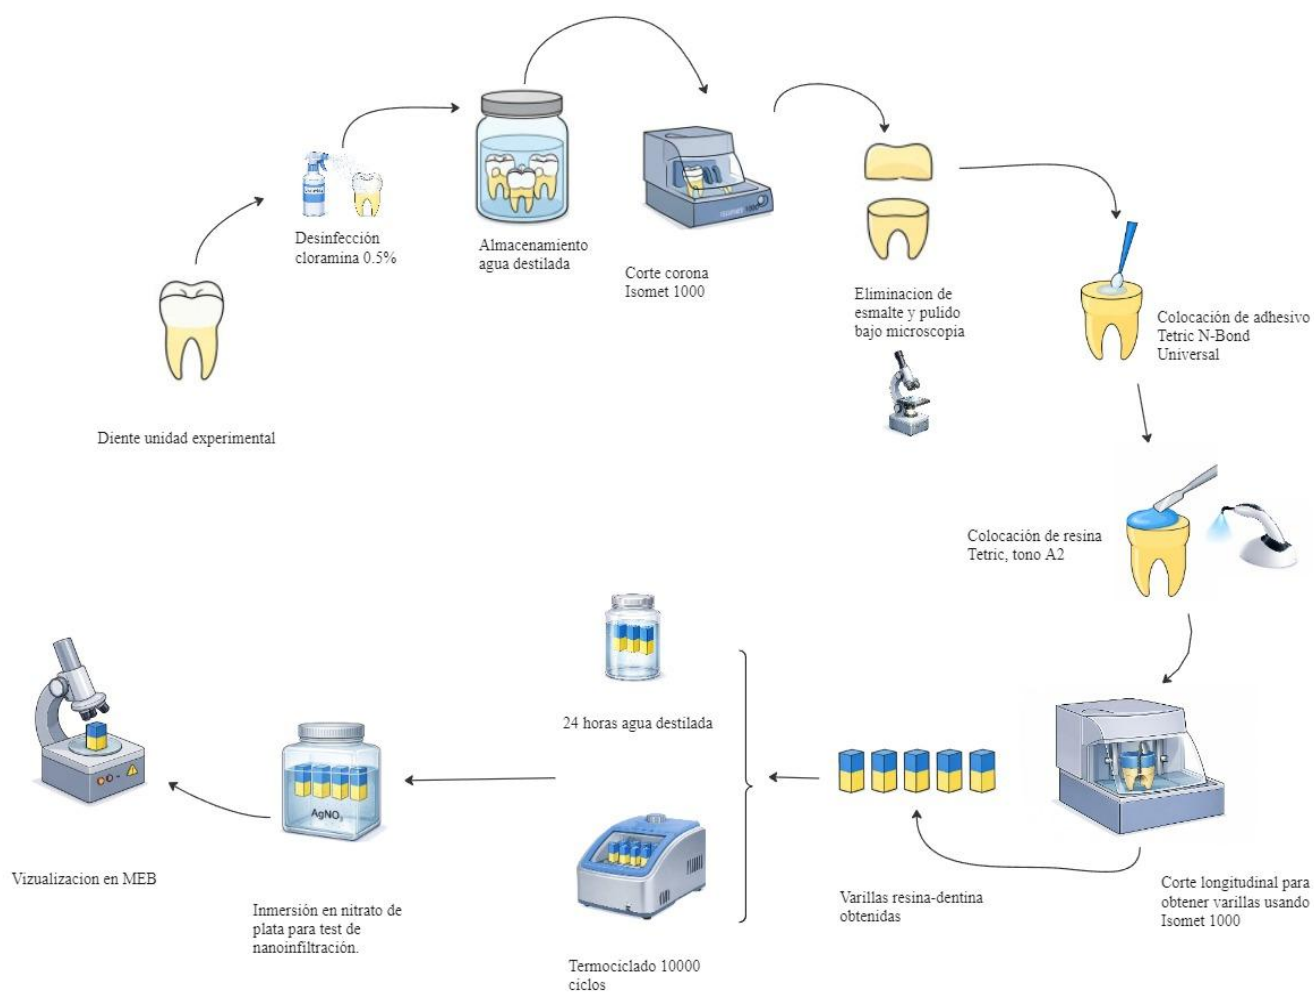 Desinfección
cloramina 0.5%
Almacenamiento
agua destilada
Corte corona
Isomet 1000
Eliminacion de
esmalte y pulido
bajo microscopia
Colocación de adhesivo
Tetric N-Bond
Universal
Diente unidad experimental
Colocación de resina
Tetric, tono A2
24 horas agua destilada
AgNO₃
Vizualizacion en MEB
Inmersión en nitrato de
plata para test de
nanoinfiltración.
Termociclado 10000
ciclos
Varillas resina-dentina
obtenidas
Corte longitudinal para
obtener varillas usando
Isomet 1000